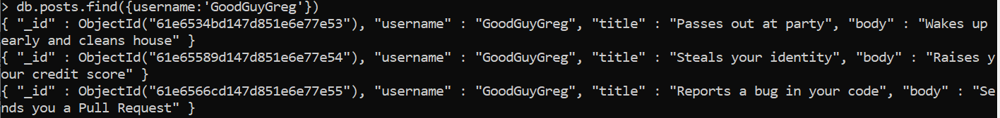 > db.posts.find({username:'GoodGuyGreg'})
{ "_id" : ObjectId("61e6534bd147d851e6e77e53"), "username" : "GoodGuyGreg", "title" : "Passes out at party", "body" : "Wakes up
early and cleans house" }
{ "_id" : ObjectId("61e65589d147d851e6e77e54"), "username" : "GoodGuyGreg", "title" : "Steals your identity", "body" : "Raises y
our credit score" }
{ "_id" : ObjectId("61e6566cd147d851e6e77e55"), "username" : "GoodGuyGreg", "title" : "Reports a bug in your code", "body" : "Se
nds you a Pull Request" }